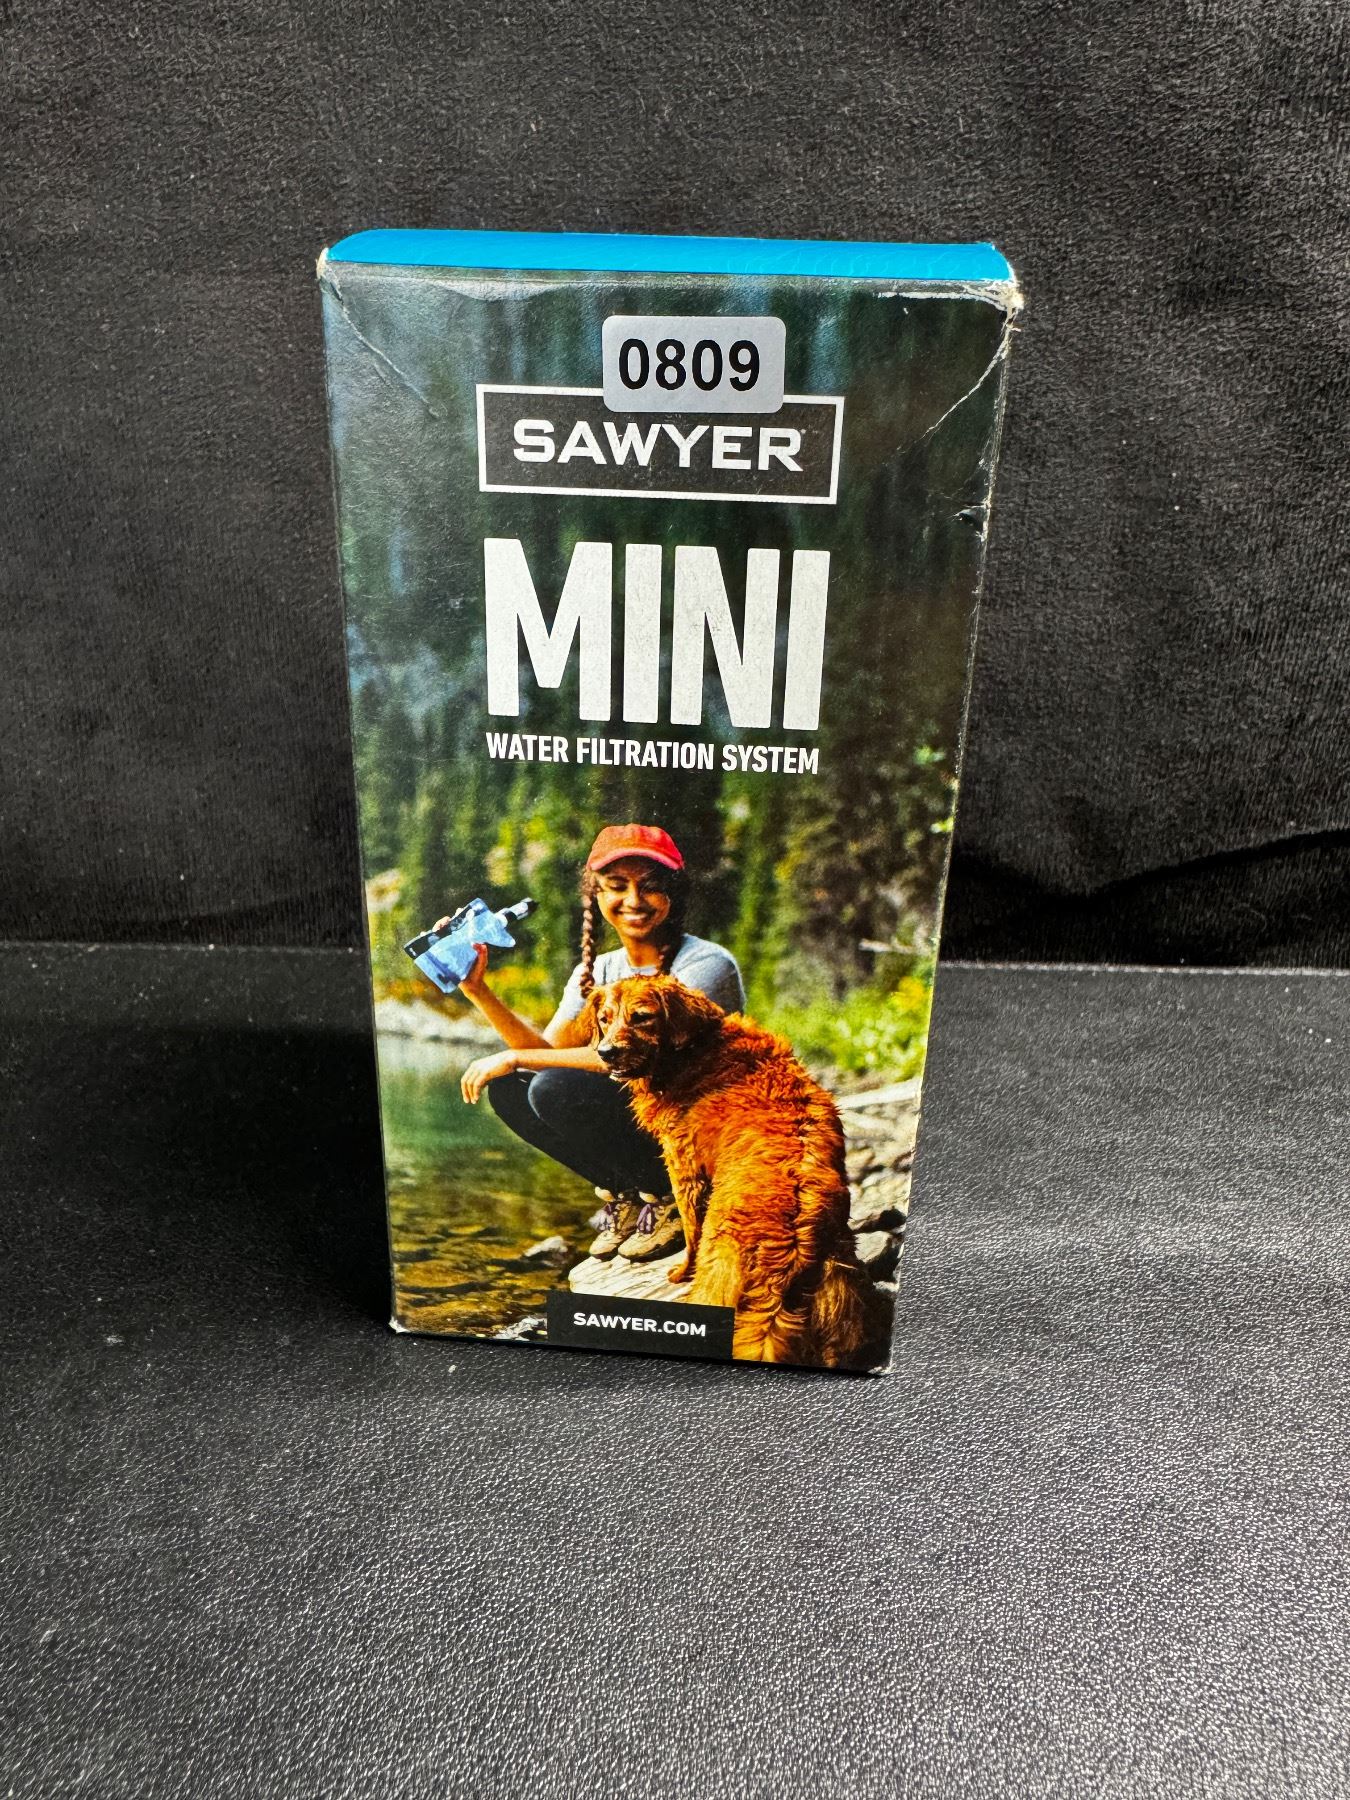 0809
SAWYER
MINI
WATER FILTRATION SYSTEM
SAWYER.COM